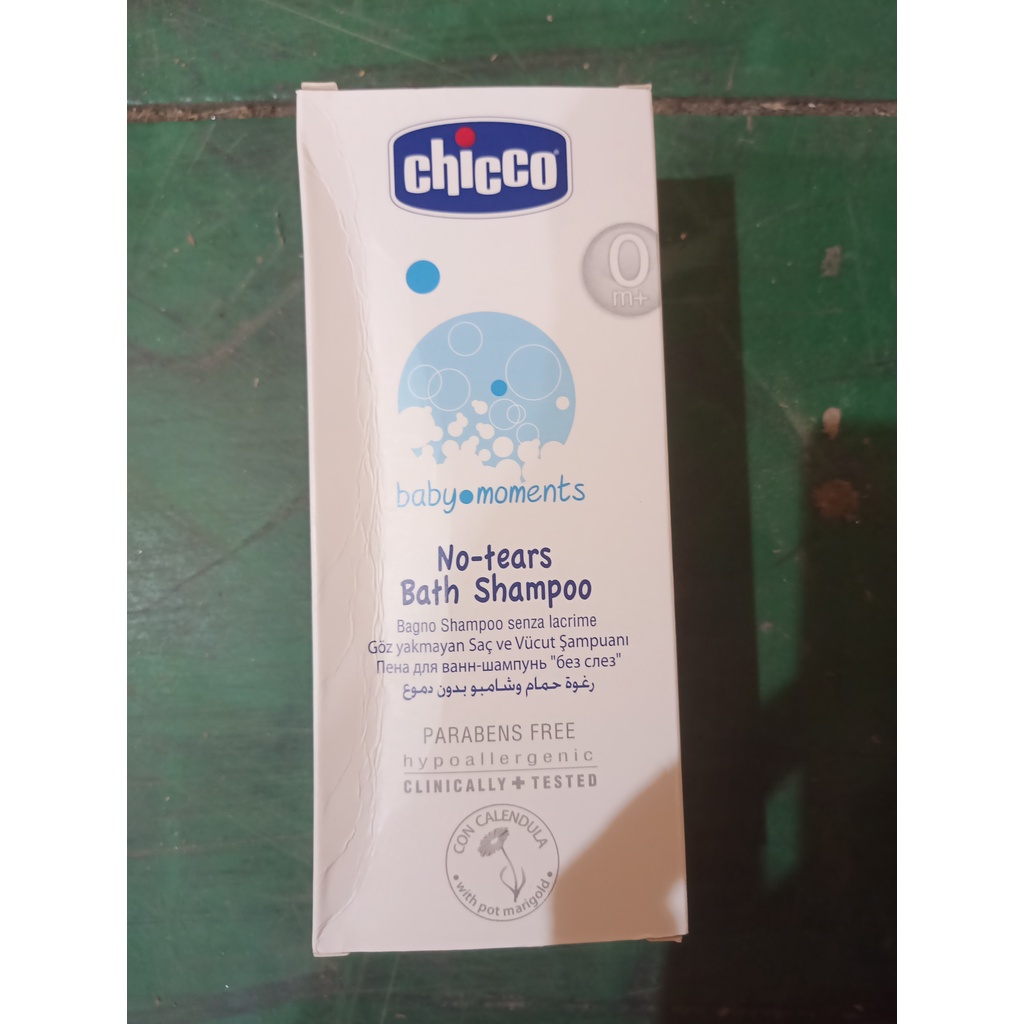 chicco
0
m+
baby moments
No-tears
Bath Shampoo
Bagno Shampoo senza lacrime
Göz yakmayan Saç ve Vücut Şampuanı
Пена для ванн-шампунь "без слез"
رغوة حمام وشامبو بدون دموع
PARABENS FREE
hypoallergenic
CLINICALLY + TESTED
CON CALENDULA
• with pot marigold •